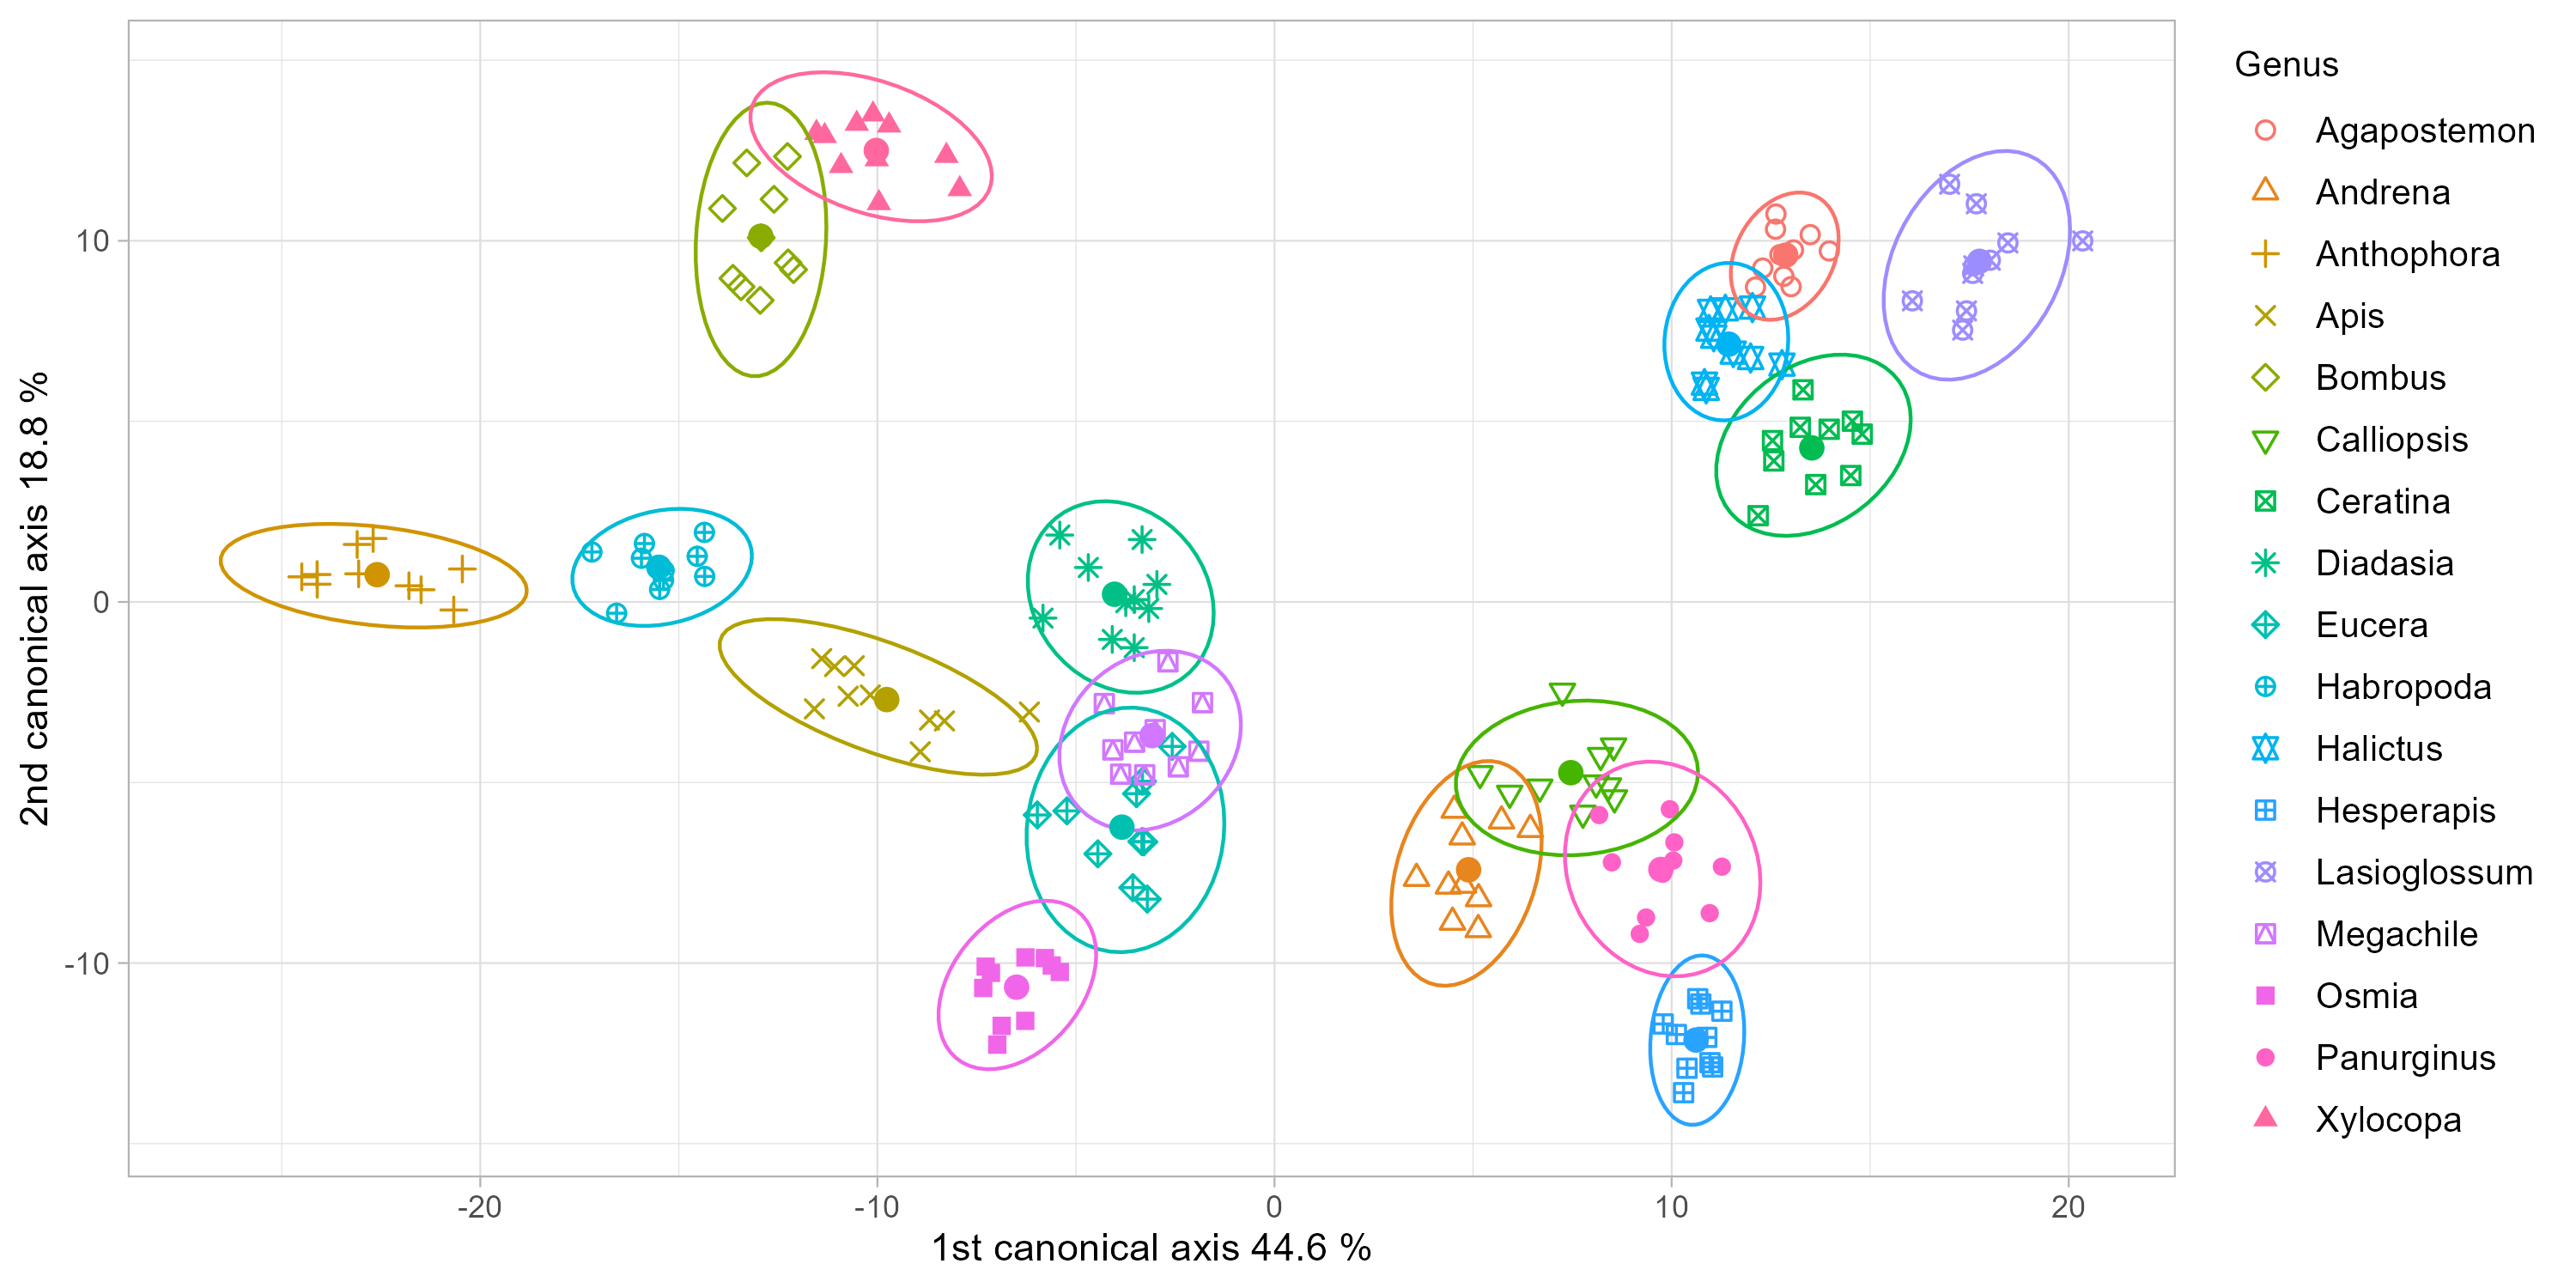 2nd canonical axis 18.8 %
10
0
-10
-20
-10
0
10
20
1st canonical axis 44.6 %
Genus
Agapostemon
Andrena
Anthophora
Apis
Bombus
Calliopsis
Ceratina
Diadasia
Eucera
Habropoda
Halictus
Hesperapis
Lasioglossum
Megachile
Osmia
Panurginus
Xylocopa